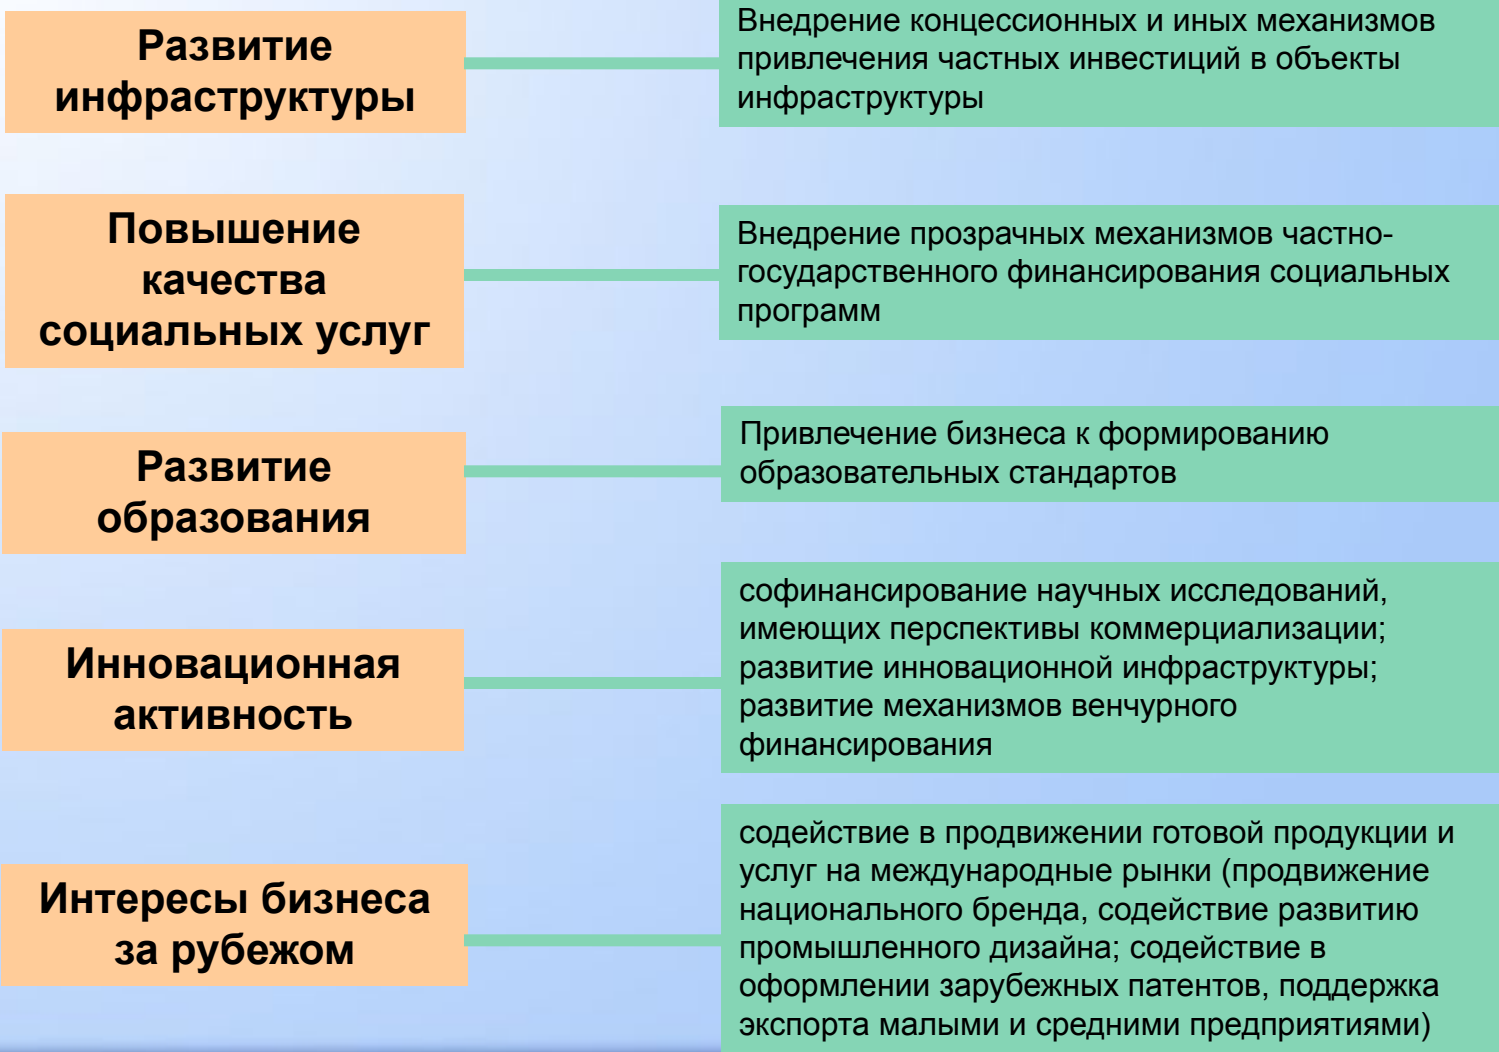 Развитие
инфраструктуры
Внедрение концессионных и иных механизмов
привлечения частных инвестиций в объекты
инфраструктуры
Повышение
качества
социальных услуг
Внедрение прозрачных механизмов частно-
государственного финансирования социальных
программ
Развитие
образования
Привлечение бизнеса к формированию
образовательных стандартов
Инновационная
активность
софинансирование научных исследований,
имеющих перспективы коммерциализации;
развитие инновационной инфраструктуры;
развитие механизмов венчурного
финансирования
Интересы бизнеса
за рубежом
содействие в продвижении готовой продукции и
услуг на международные рынки (продвижение
национального бренда, содействие развитию
промышленного дизайна; содействие в
оформлении зарубежных патентов, поддержка
экспорта малыми и средними предприятиями)